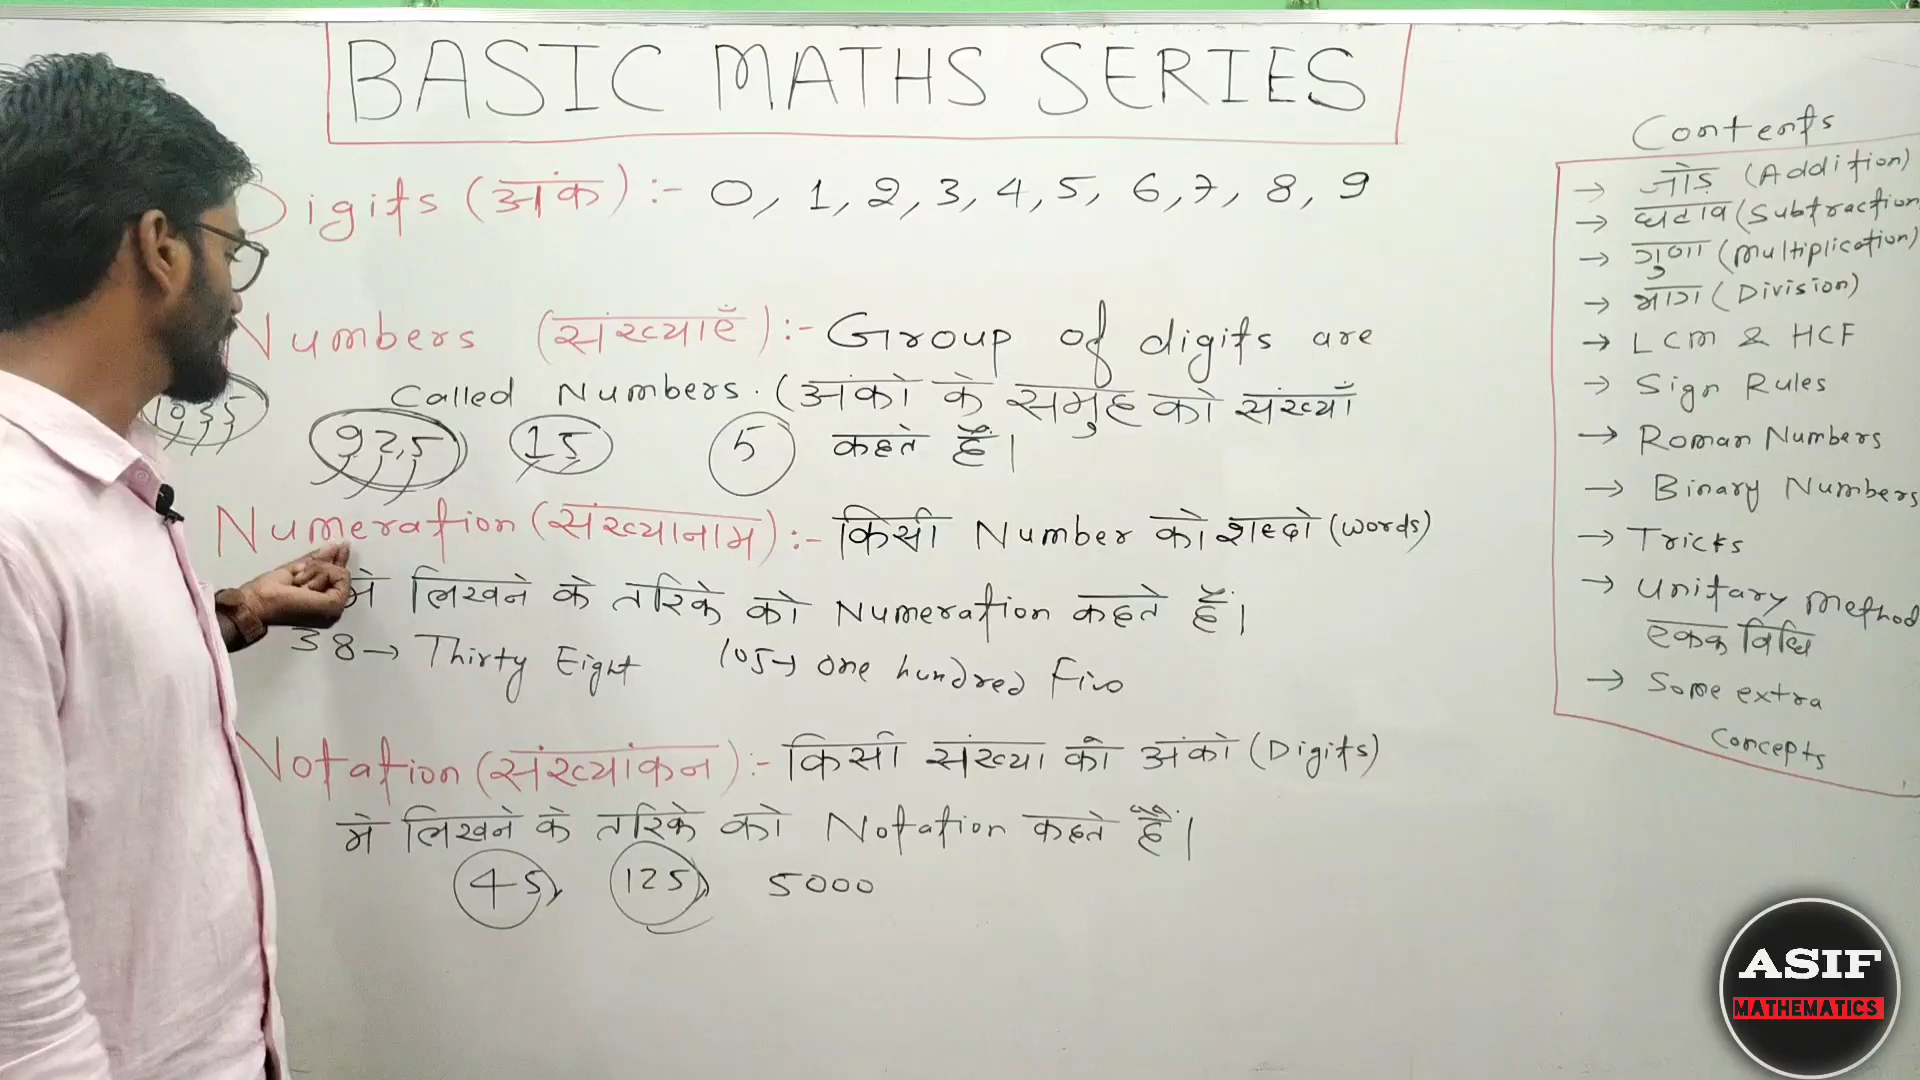 BASIC MATHS SERIES
Digits (अंक) :- 0, 1, 2, 3, 4, 5, 6, 7, 8, 9
Numbers (संख्याएँ) :- Group of digits are
Called Numbers. (अंको के समुह को संख्याँ
कहते हैं।
1935
925 15 5
Numeration (संख्यानाम) :- किसी Number को शब्दो (words)
मे लिखने के तरिके को Numeration कहते हैं।
38 → Thirty Eight 105 → one hundred Five
Notation (संख्यांकन) :- किसी संख्या को अंको (Digits)
मे लिखने के तरिके को Notation कहते हैं।
45, 125, 5000
Contents
→ जोड (Addition)
→ घटाव (Subtraction
→ गुणा (Multiplication)
→ भाग (Division)
→ LCM & HCF
→ Sign Rules
→ Roman Numbers
→ Binary Numbers
→ Tricks
→ Unitary Method
एकक विधि
→ Some extra
Concepts
ASIF
MATHEMATICS